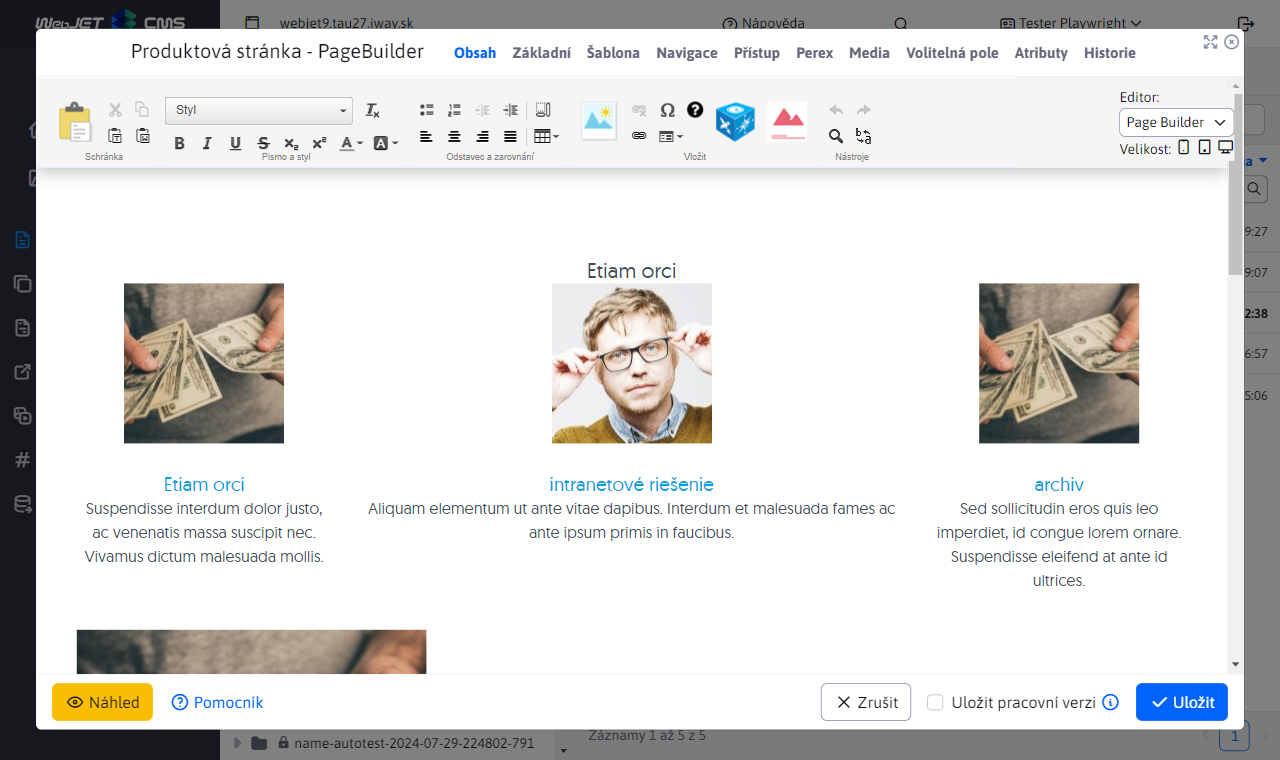 WebJET CMS
webjet9.tau27.iway.sk
Nápověda
Tester Playwright
Produktová stránka - PageBuilder
Obsah
Základní
Šablona
Navigace
Přístup
Perex
Media
Volitelná pole
Atributy
Historie
Styl
Schránka
Písmo a styl
Odstavec a zarovnání
Vložit
Nástroje
Editor:
Page Builder
Velikost:
9:27
9:07
2:38
6:57
5:06
Etiam orci
Etiam orci
Suspendisse interdum dolor justo,
ac venenatis massa suscipit nec.
Vivamus dictum malesuada mollis.
intranetové riešenie
Aliquam elementum ut ante vitae dapibus. Interdum et malesuada fames ac
ante ipsum primis in faucibus.
archív
Sed sollicitudin eros quis leo
imperdiet, id congue lorem ornare.
Suspendisse eleifend at ante id
ultrices.
Náhled
Pomocník
Zrušit
Uložit pracovní verzi
Uložit
name-autotest-2024-07-29-224802-791
Záznamy 1 až 5 z 5
1